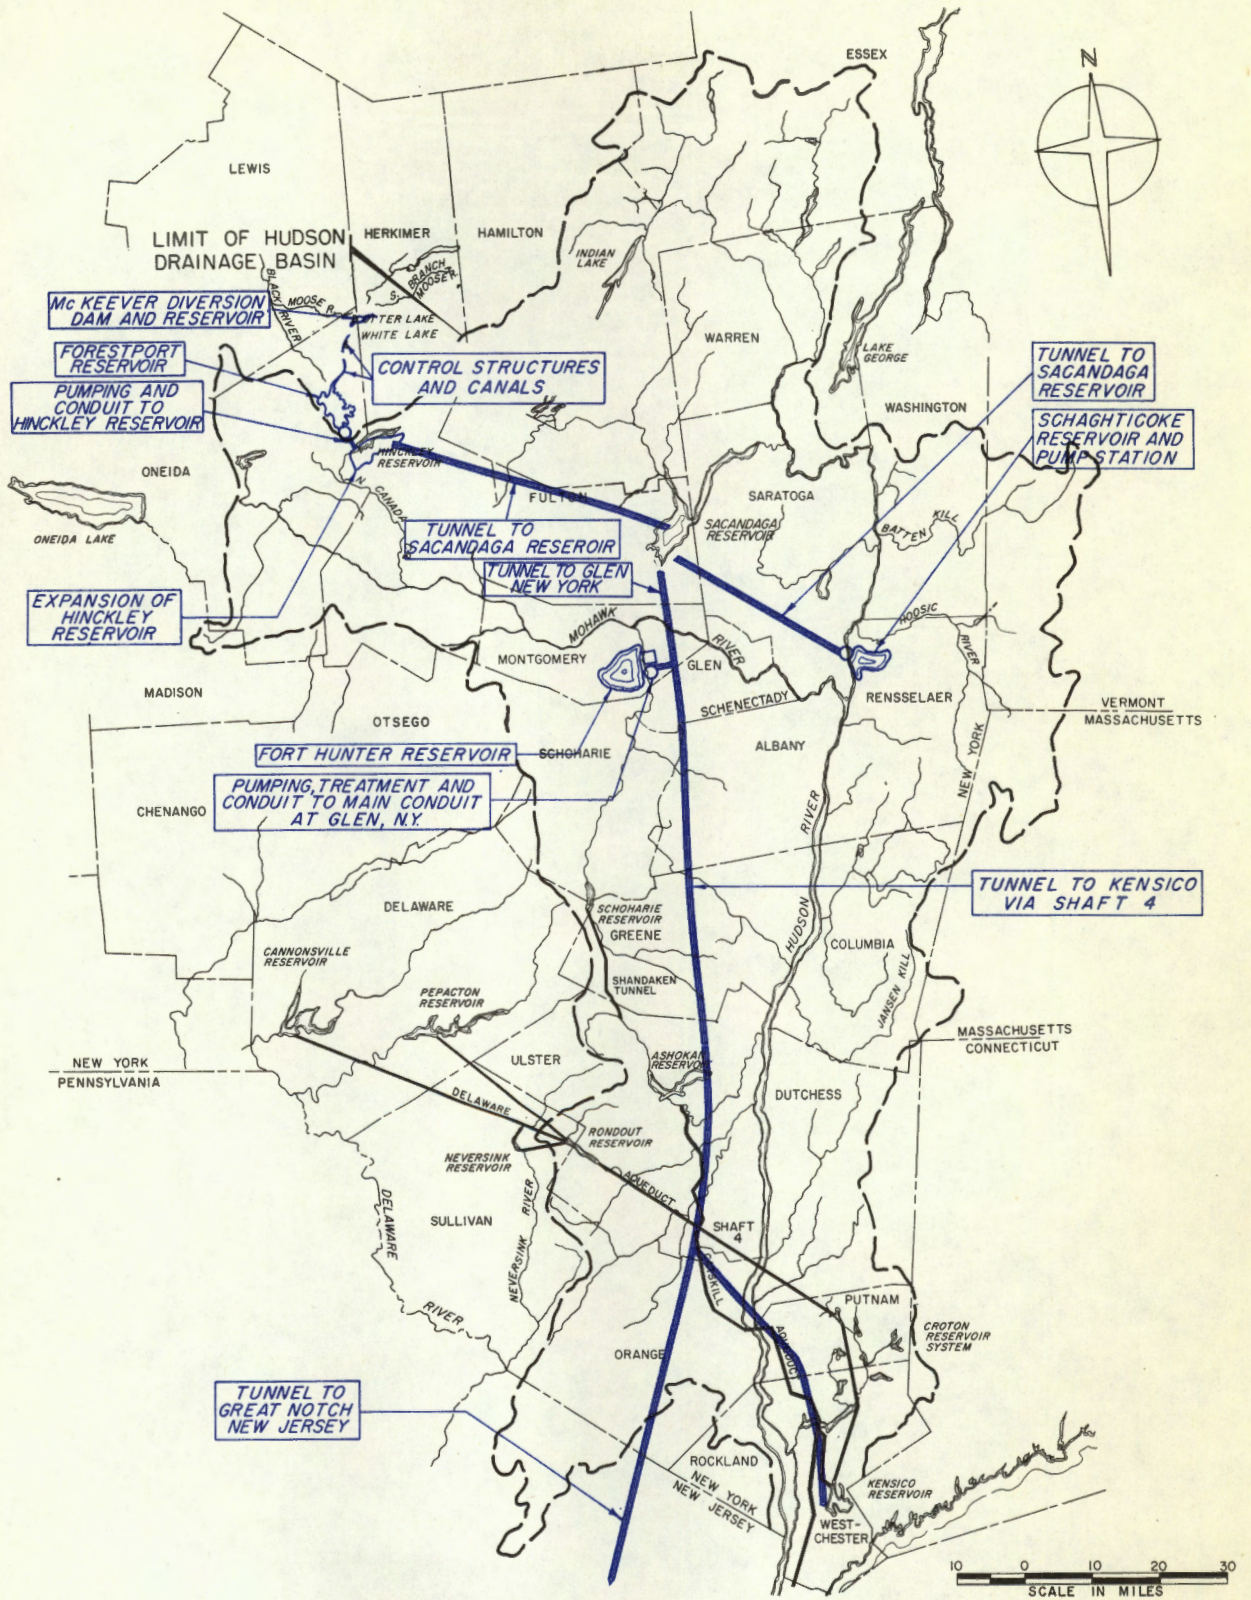 ESSEX
N
LEWIS
LIMIT OF HUDSON
DRAINAGE BASIN
HERKIMER
HAMILTON
INDIAN
LAKE
S. BRANCH
MOOSE R.
BLACK RIVER
MOOSE R.
Mc KEEVER DIVERSION
DAM AND RESERVOIR
OTTER LAKE
WHITE LAKE
WARREN
LAKE
GEORGE
FORESTPORT
RESERVOIR
CONTROL STRUCTURES
AND CANALS
TUNNEL TO
SACANDAGA
RESERVOIR
PUMPING AND
CONDUIT TO
HINCKLEY RESERVOIR
WASHINGTON
SCHAGHTICOKE
RESERVOIR AND
PUMP STATION
HINCKLEY
RESERVOIR
ONEIDA
N CANADA
FULTON
SARATOGA
ONEIDA LAKE
TUNNEL TO
SACANDAGA RESEROIR
SACANDAGA
RESERVOIR
BATTEN KILL
TUNNEL TO GLEN
NEW YORK
EXPANSION OF
HINCKLEY
RESERVOIR
MOHAWK
RIVER
HOOSIC
RIVER
MONTGOMERY
GLEN
MADISON
SCHENECTADY
RENSSELAER
VERMONT
MASSACHUSETTS
OTSEGO
FORT HUNTER RESERVOIR
SCHOHARIE
ALBANY
NEW YORK
PUMPING, TREATMENT AND
CONDUIT TO MAIN CONDUIT
AT GLEN, N.Y.
CHENANGO
HUDSON
RIVER
TUNNEL TO KENSICO
VIA SHAFT 4
DELAWARE
SCHOHARIE
RESERVOIR
GREENE
COLUMBIA
CANNONSVILLE
RESERVOIR
PEPACTON
RESERVOIR
SHANDAKEN
TUNNEL
JANSEN KILL
MASSACHUSETTS
CONNECTICUT
NEW YORK
PENNSYLVANIA
ULSTER
ASHOKAN
RESERVOIR
DELAWARE
AQUEDUCT
DUTCHESS
RONDOUT
RESERVOIR
NEVERSINK
RESERVOIR
DELAWARE
RIVER
SULLIVAN
NEVERSINK RIVER
SHAFT
4
CATSKILL
AQUEDUCT
PUTNAM
CROTON
RESERVOIR
SYSTEM
ORANGE
TUNNEL TO
GREAT NOTCH
NEW JERSEY
ROCKLAND
NEW YORK
NEW JERSEY
KENSICO
RESERVOIR
WEST-
CHESTER
10 0 10 20 30
SCALE IN MILES